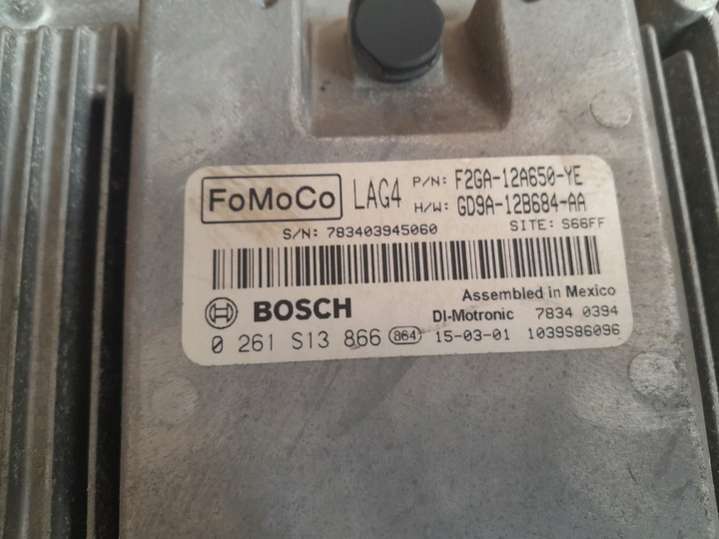 FoMoCo LAG4 P/N: F2GA-12A650-YE
H/W: GD9A-12B684-AA
S/N: 783403945060 SITE: S66FF
BOSCH Assembled in Mexico
DI-Motronic 7834 0394
0 261 S13 866 864 15-03-01 1039S86096